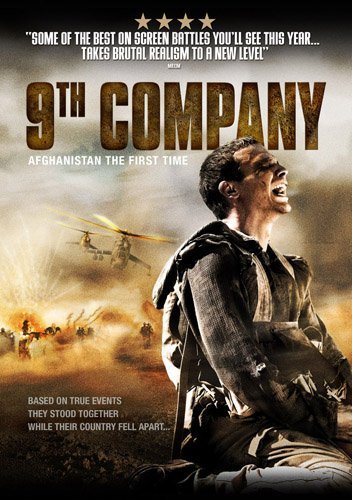 "SOME OF THE BEST ON SCREEN BATTLES YOU'LL SEE THIS YEAR...
TAKES BRUTAL REALISM TO A NEW LEVEL"
9TH COMPANY
AFGHANISTAN THE FIRST TIME
BASED ON TRUE EVENTS
THEY STOOD TOGETHER
WHILE THEIR COUNTRY FELL APART...